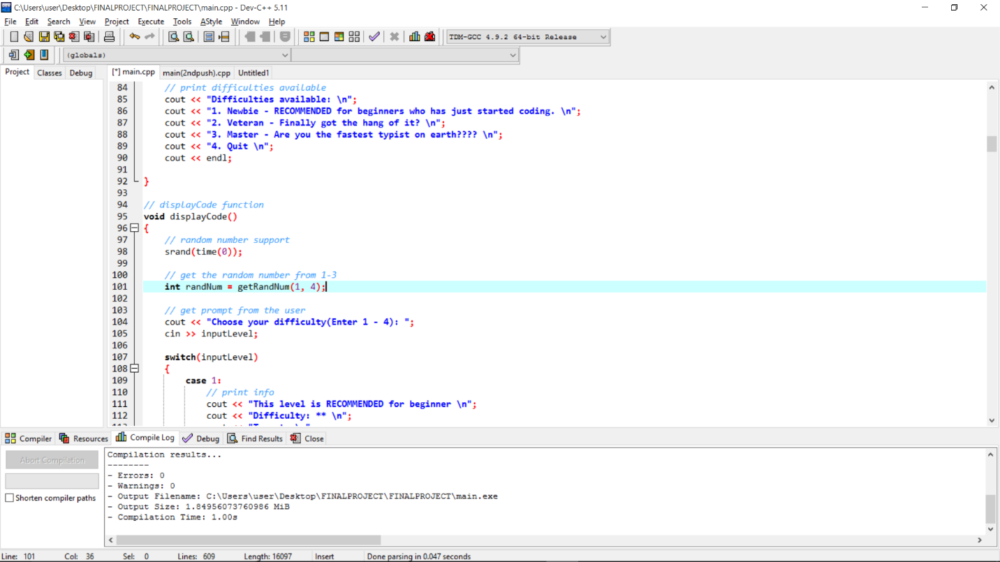 C:\Users\user\Desktop\FINALPROJECT\FINALPROJECT\main.cpp - Dev-C++ 5.11
File Edit Search View Project Execute Tools AStyle Window Help
TDM-GCC 4.9.2 64-bit Release
(globals)
Project Classes Debug [*] main.cpp main(2ndpush).cpp Untitled1
84 // print difficulties available
85 cout << "Difficulties available: \n";
86 cout << "1. Newbie - RECOMMENDED for beginners who has just started coding. \n";
87 cout << "2. Veteran - Finally got the hang of it? \n";
88 cout << "3. Master - Are you the fastest typist on earth???? \n";
89 cout << "4. Quit \n";
90 cout << endl;
91
92 }
93
94 // displayCode function
95 void displayCode()
96 {
97 // random number support
98 srand(time(0));
99
100 // get the random number from 1-3
101 int randNum = getRandNum(1, 4);
102
103 // get prompt from the user
104 cout << "Choose your difficulty(Enter 1 - 4): ";
105 cin >> inputLevel;
106
107 switch(inputLevel)
108 {
109 case 1:
110 // print info
111 cout << "This level is RECOMMENDED for beginner \n";
112 cout << "Difficulty: ** \n";
Compiler Resources Compile Log Debug Find Results Close
Abort Compilation
Shorten compiler paths
Compilation results...
--------
- Errors: 0
- Warnings: 0
- Output Filename: C:\Users\user\Desktop\FINALPROJECT\FINALPROJECT\main.exe
- Output Size: 1.84956073760986 MiB
- Compilation Time: 1.00s
Line: 101 Col: 36 Sel: 0 Lines: 609 Length: 16097 Insert Done parsing in 0.047 seconds